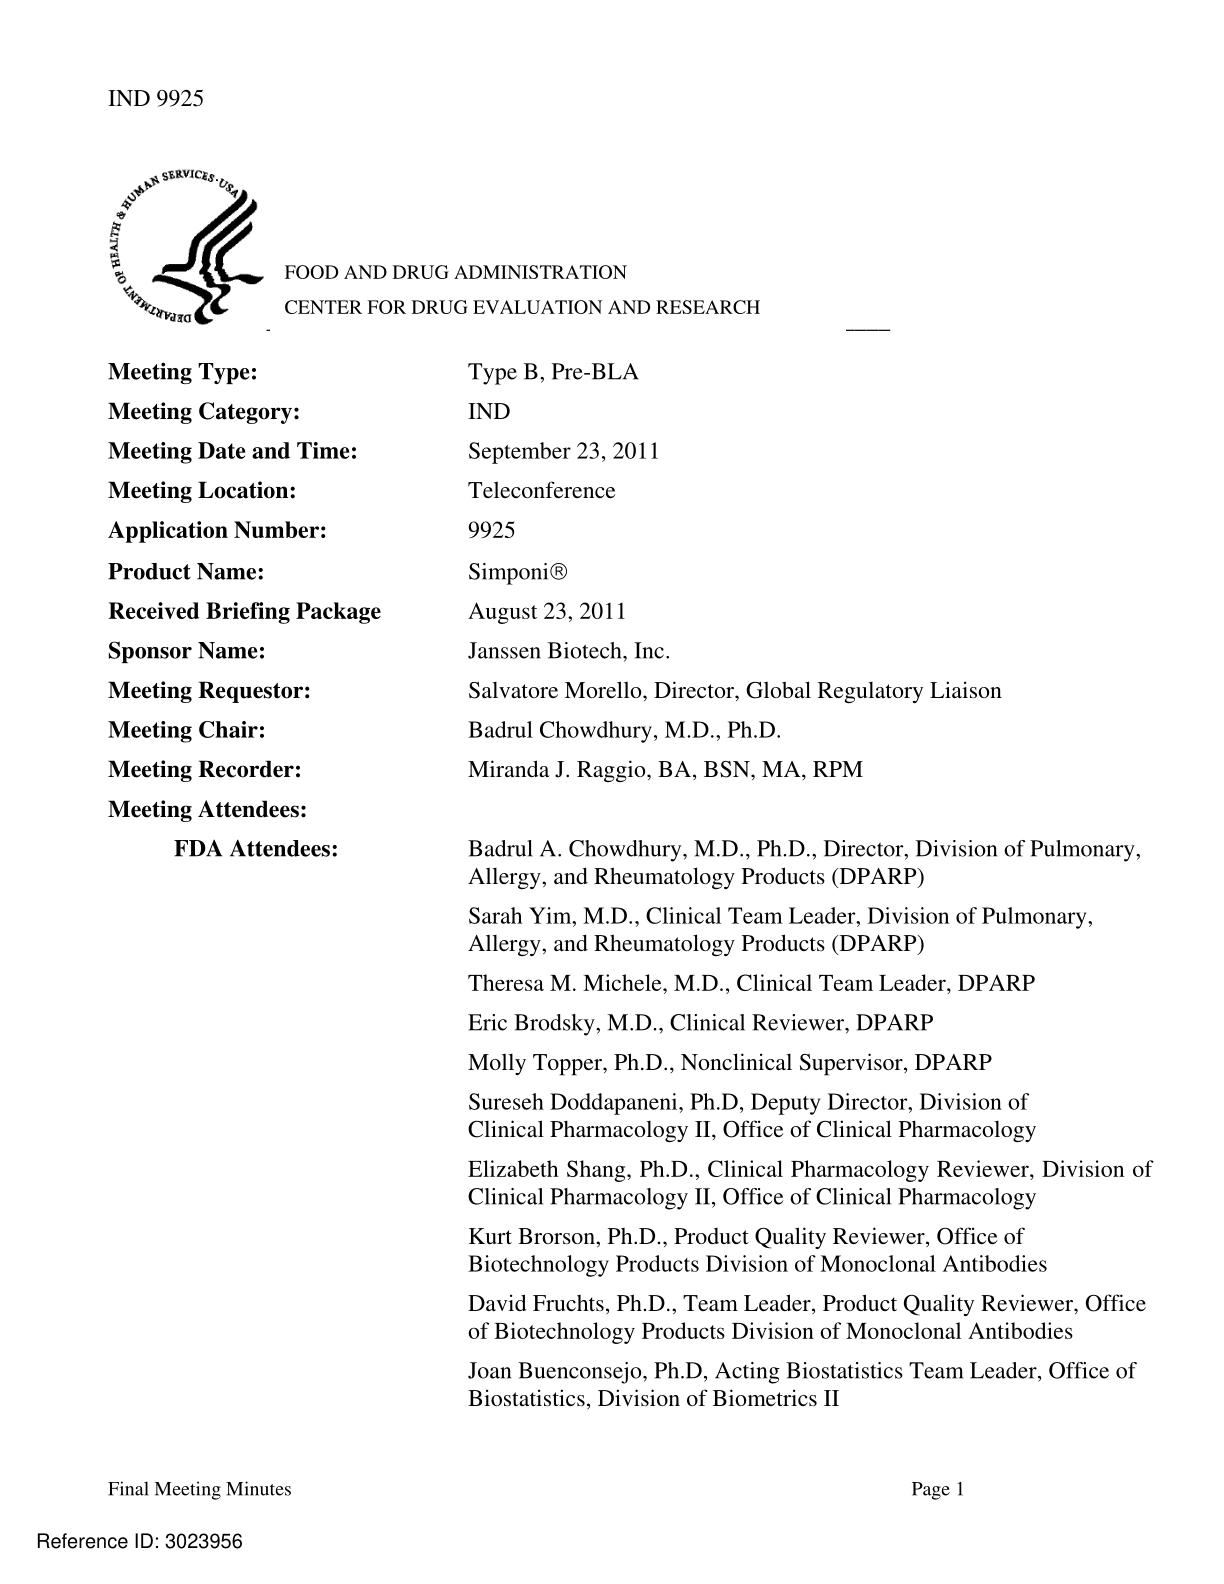 IND 9925
DEPARTMENT OF HEALTH & HUMAN SERVICES·USA
FOOD AND DRUG ADMINISTRATION
CENTER FOR DRUG EVALUATION AND RESEARCH
Meeting Type: Type B, Pre-BLA
Meeting Category: IND
Meeting Date and Time: September 23, 2011
Meeting Location: Teleconference
Application Number: 9925
Product Name: Simponi®
Received Briefing Package August 23, 2011
Sponsor Name: Janssen Biotech, Inc.
Meeting Requestor: Salvatore Morello, Director, Global Regulatory Liaison
Meeting Chair: Badrul Chowdhury, M.D., Ph.D.
Meeting Recorder: Miranda J. Raggio, BA, BSN, MA, RPM
Meeting Attendees:
FDA Attendees: Badrul A. Chowdhury, M.D., Ph.D., Director, Division of Pulmonary,
Allergy, and Rheumatology Products (DPARP)
Sarah Yim, M.D., Clinical Team Leader, Division of Pulmonary,
Allergy, and Rheumatology Products (DPARP)
Theresa M. Michele, M.D., Clinical Team Leader, DPARP
Eric Brodsky, M.D., Clinical Reviewer, DPARP
Molly Topper, Ph.D., Nonclinical Supervisor, DPARP
Sureseh Doddapaneni, Ph.D, Deputy Director, Division of
Clinical Pharmacology II, Office of Clinical Pharmacology
Elizabeth Shang, Ph.D., Clinical Pharmacology Reviewer, Division of
Clinical Pharmacology II, Office of Clinical Pharmacology
Kurt Brorson, Ph.D., Product Quality Reviewer, Office of
Biotechnology Products Division of Monoclonal Antibodies
David Fruchts, Ph.D., Team Leader, Product Quality Reviewer, Office
of Biotechnology Products Division of Monoclonal Antibodies
Joan Buenconsejo, Ph.D, Acting Biostatistics Team Leader, Office of
Biostatistics, Division of Biometrics II
Final Meeting Minutes Page 1
Reference ID: 3023956